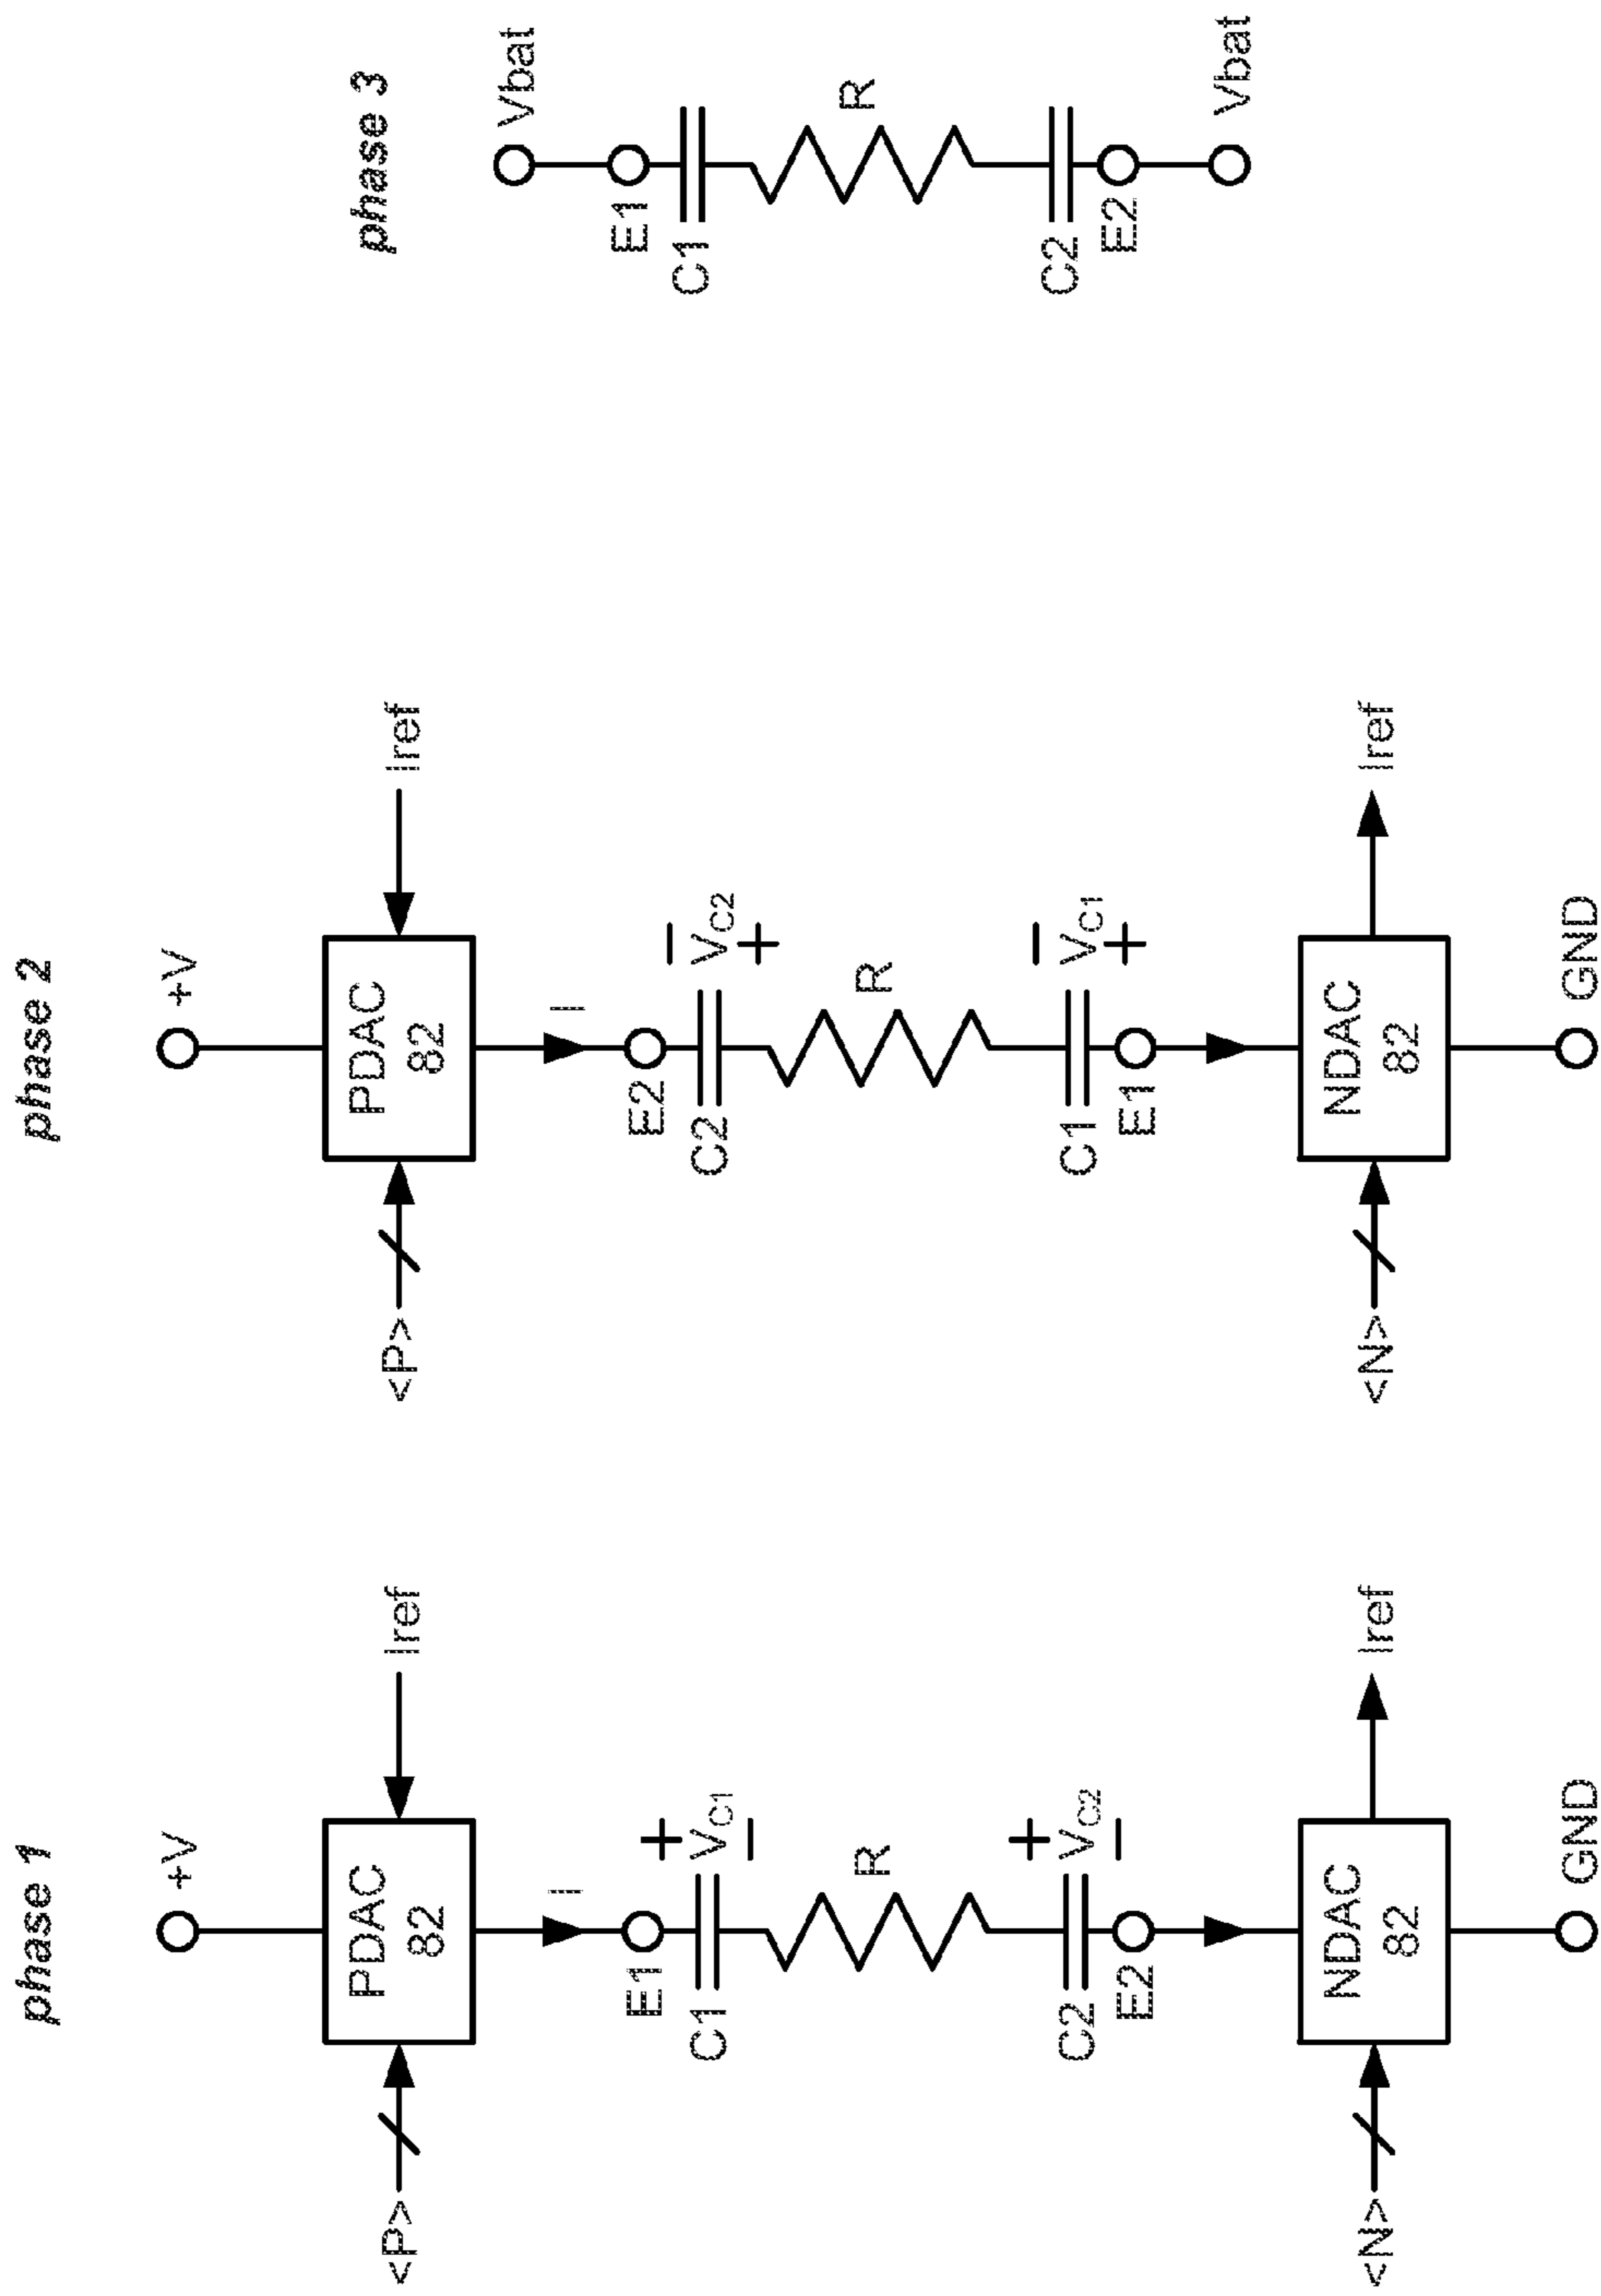 phase 1
+V
<P>
PDAC
82
Iref
I
E1
C1
+
VC1
−
R
C2
+
VC2
−
E2
<N>
NDAC
82
Iref
GND
phase 2
+V
<P>
PDAC
82
Iref
I
E2
C2
−
VC2
+
R
C1
−
VC1
+
E1
<N>
NDAC
82
Iref
GND
phase 3
Vbat
E1
C1
R
C2
E2
Vbat